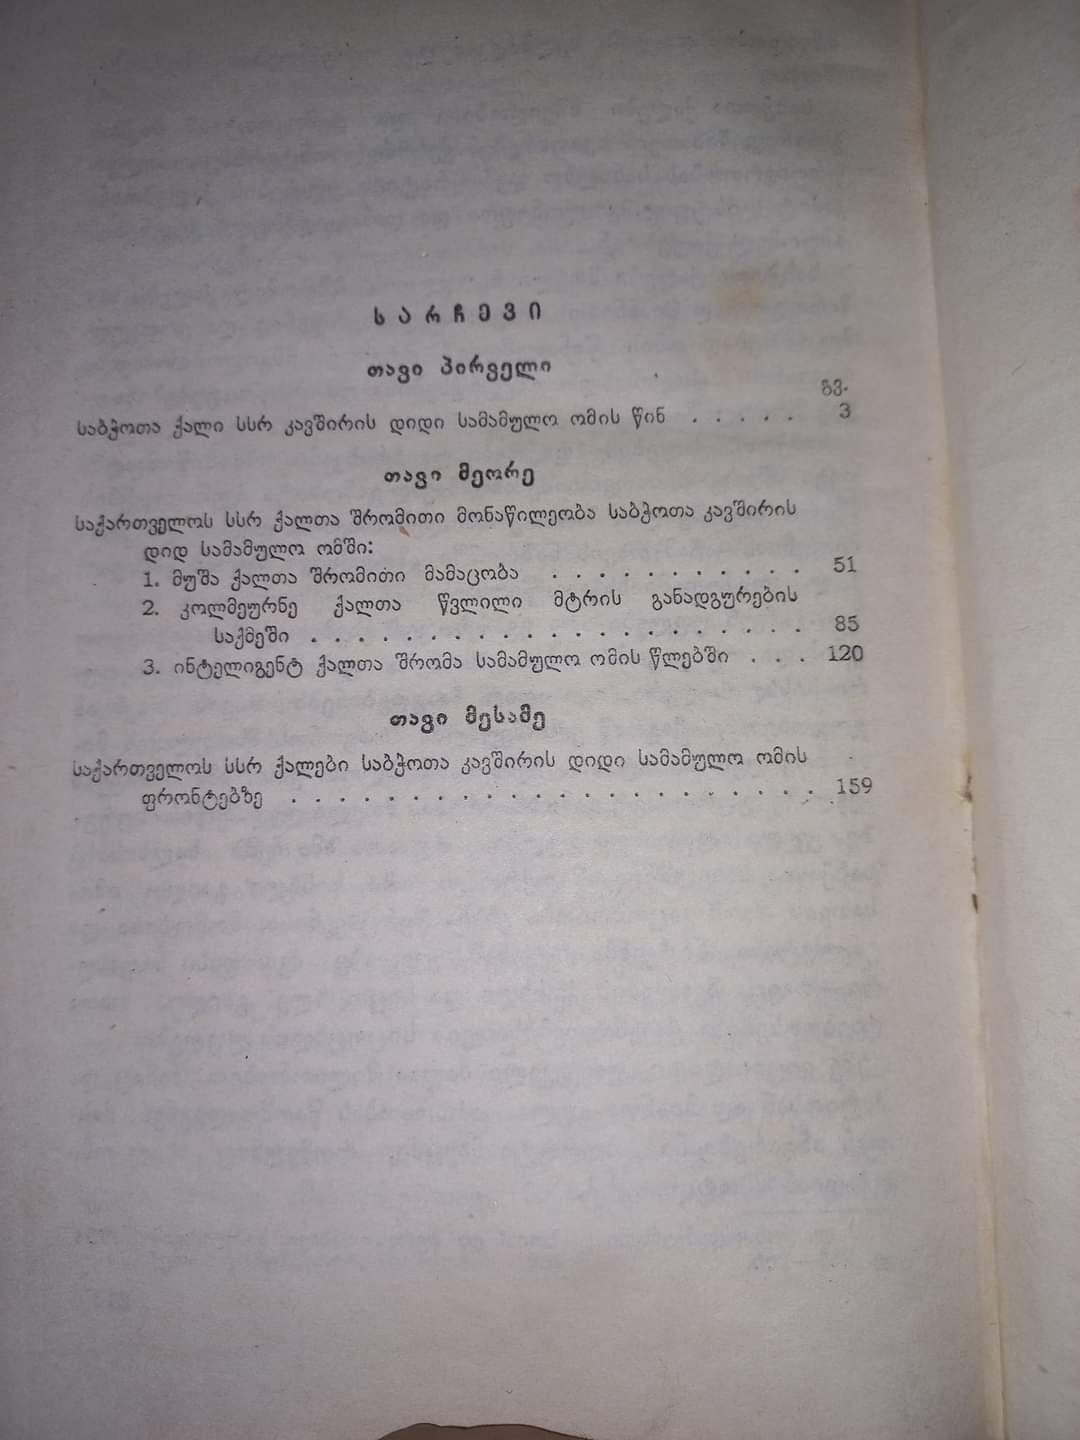 სარჩევი
თავი პირველი
გვ.
საბჭოთა ქალი სსრ კავშირის დიდი სამამულო ომის წინ . . . . . 3
თავი მეორე
საქართველოს სსრ ქალთა შრომითი მონაწილეობა საბჭოთა კავშირის
დიდ სამამულო ომში:
1. მუშა ქალთა შრომითი მამაცობა . . . . . . . . . . . 51
2. კოლმეურნე ქალთა წვლილი მტრის განადგურების
საქმეში . . . . . . . . . . . . . . . . . . . . . 85
3. ინტელიგენტ ქალთა შრომა სამამულო ომის წლებში . . . 120
თავი მესამე
საქართველოს სსრ ქალები საბჭოთა კავშირის დიდი სამამულო ომის
ფრონტებზე . . . . . . . . . . . . . . . . . . . . . . . 159